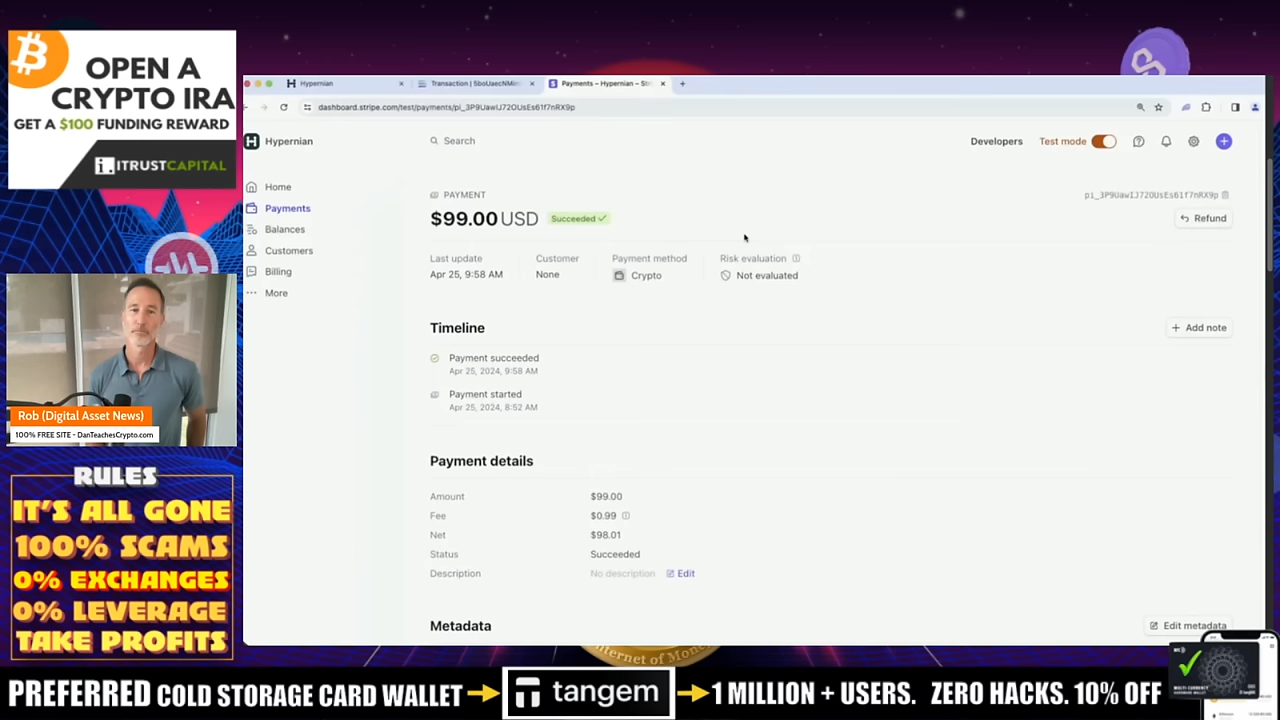 OPEN A
CRYPTO IRA
GET A $100 FUNDING REWARD
i. iTRUSTCAPITAL
Hypernian
Payments – Hypernian – St
dashboard.stripe.com/test/payments/pi_3P9UawIJ72OUsEs61f7nRX9p
Hypernian
Search
Developers
Test mode
Home
Payments
Balances
Customers
Billing
More
PAYMENT
pi_3P9UawIJ72OUsEs61f7nRX9p
$99.00 USD
Succeeded
Refund
Last update
Customer
Payment method
Risk evaluation
Apr 25, 9:58 AM
None
Crypto
Not evaluated
Timeline
Add note
Payment succeeded
Apr 25, 2024, 9:58 AM
Payment started
Apr 25, 2024, 8:52 AM
Payment details
Amount
$99.00
Fee
$0.99
Net
$98.01
Status
Succeeded
Description
No description
Edit
Metadata
Edit metadata
Rob (Digital Asset News)
100% FREE SITE - DanTeachesCrypto.com
RULES
IT'S ALL GONE
100% SCAMS
0% EXCHANGES
0% LEVERAGE
TAKE PROFITS
nternet of Mone
PREFERRED COLD STORAGE CARD WALLET
tangem
1 MILLION + USERS. ZERO HACKS. 10% OFF